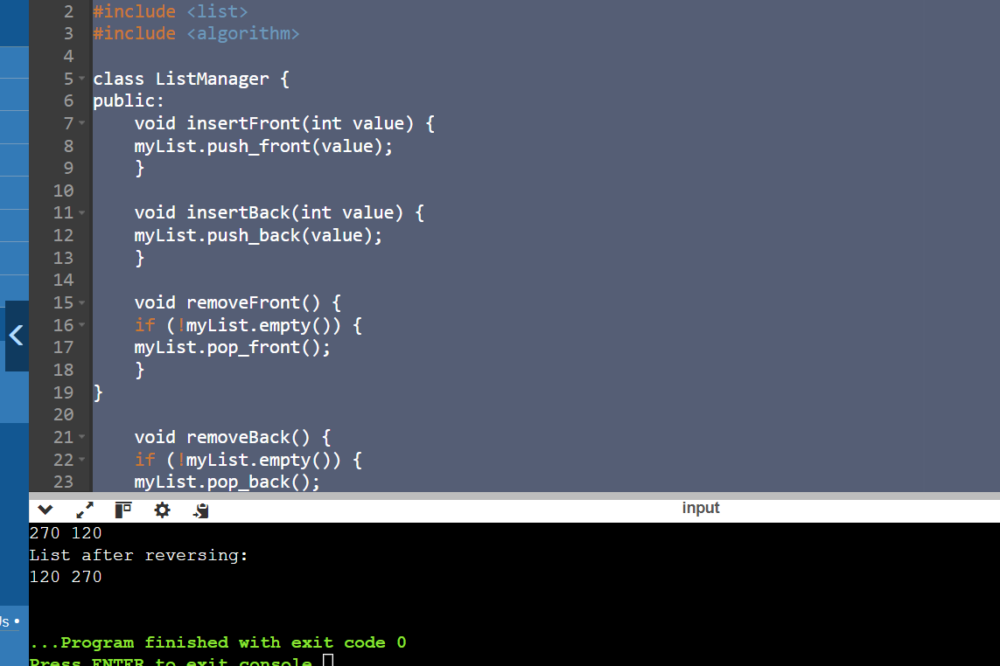 2 #include <list>
3 #include <algorithm>
4
5 class ListManager {
6 public:
7 void insertFront(int value) {
8 myList.push_front(value);
9 }
10
11 void insertBack(int value) {
12 myList.push_back(value);
13 }
14
15 void removeFront() {
16 if (!myList.empty()) {
17 myList.pop_front();
18 }
19 }
20
21 void removeBack() {
22 if (!myList.empty()) {
23 myList.pop_back();
input
270 120
List after reversing:
120 270
Js •
...Program finished with exit code 0
Press ENTER to exit console.